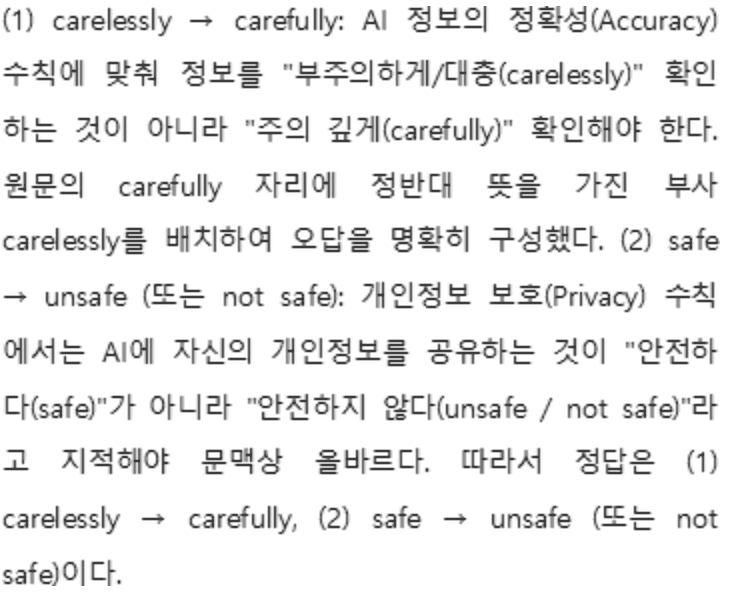 (1) carelessly → carefully: AI 정보의 정확성(Accuracy)
수칙에 맞춰 정보를 "부주의하게/대충(carelessly)" 확인
하는 것이 아니라 "주의 깊게(carefully)" 확인해야 한다.
원문의 carefully 자리에 정반대 뜻을 가진 부사
carelessly를 배치하여 오답을 명확히 구성했다. (2) safe
→ unsafe (또는 not safe): 개인정보 보호(Privacy) 수칙
에서는 AI에 자신의 개인정보를 공유하는 것이 "안전하
다(safe)"가 아니라 "안전하지 않다(unsafe / not safe)"라
고 지적해야 문맥상 올바르다. 따라서 정답은 (1)
carelessly → carefully, (2) safe → unsafe (또는 not
safe)이다.